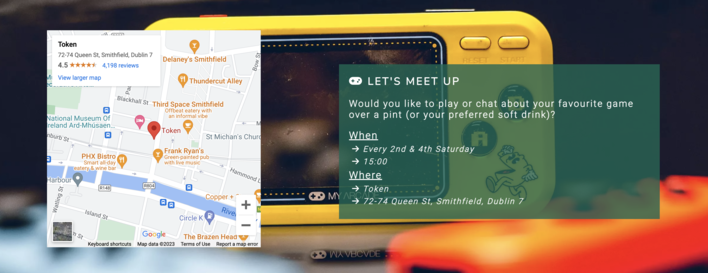 Token
72-74 Queen St, Smithfield, Dublin 7
4.5 4,198 reviews
View larger map
Delaney's Smithfield
Thundercut Alley
Blackhall St
National Museum Of
Ireland Ard-Mhúsaen
Third Space Smithfield
Offbeat eatery with
an informal vibe
Token
St Michan's Church
Frank Ryan's
Green-painted pub
with live music
PHX Bistro
Smart all-day
eatery & wine bar
Harbour
R148
R804
Watling St
Island St
Copper +
River
Circle K
The Brazen Head
Google
Keyboard shortcuts
Map data ©2023
Terms of Use
Report a map error
LET'S MEET UP
Would you like to play or chat about your favourite game
over a pint (or your preferred soft drink)?
When
→ Every 2nd & 4th Saturday
→ 15:00
Where
→ Token
→ 72-74 Queen St, Smithfield, Dublin 7
RESET
START
MY ARCADE